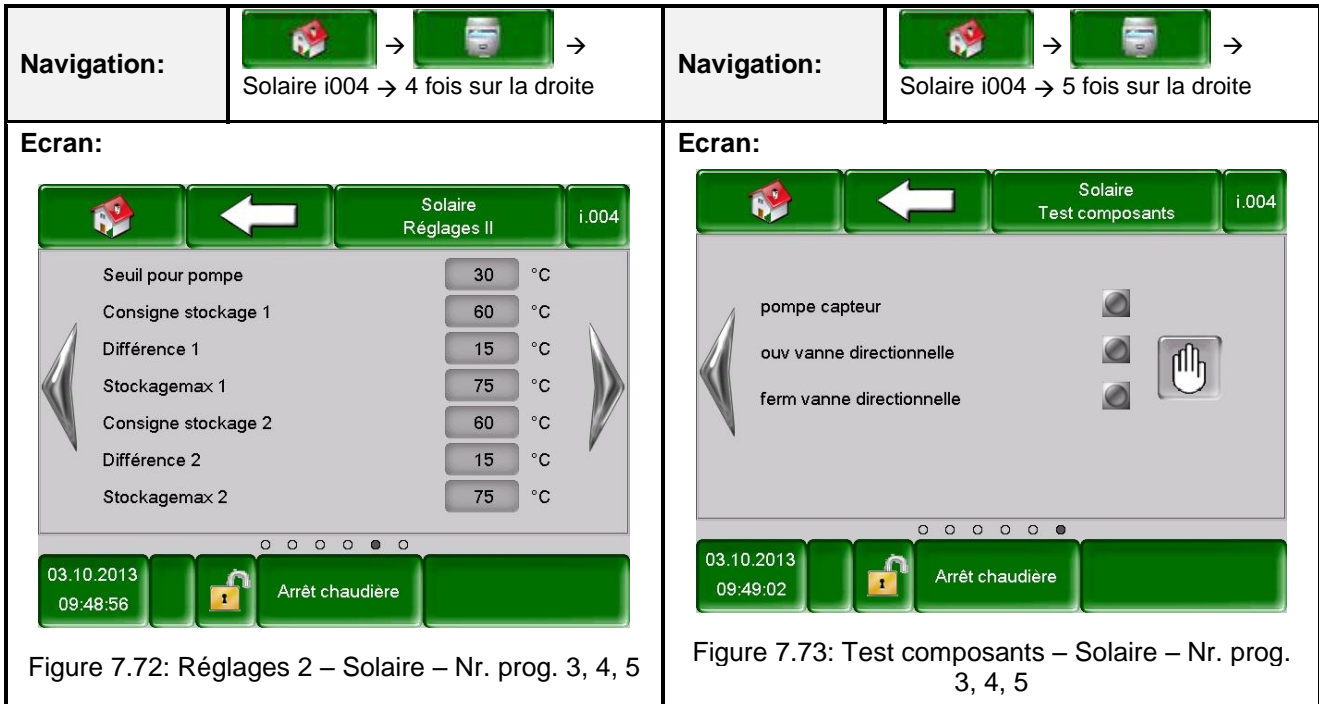 Navigation:
→ →
Solaire i004 → 4 fois sur la droite
Ecran:
Solaire
Réglages II
i.004
Seuil pour pompe 30 °C
Consigne stockage 1 60 °C
Différence 1 15 °C
Stockagemax 1 75 °C
Consigne stockage 2 60 °C
Différence 2 15 °C
Stockagemax 2 75 °C
03.10.2013
09:48:56
Arrêt chaudière
Figure 7.72: Réglages 2 – Solaire – Nr. prog. 3, 4, 5
Navigation:
→ →
Solaire i004 → 5 fois sur la droite
Ecran:
Solaire
Test composants
i.004
pompe capteur
ouv vanne directionnelle
ferm vanne directionnelle
03.10.2013
09:49:02
Arrêt chaudière
Figure 7.73: Test composants – Solaire – Nr. prog.
3, 4, 5